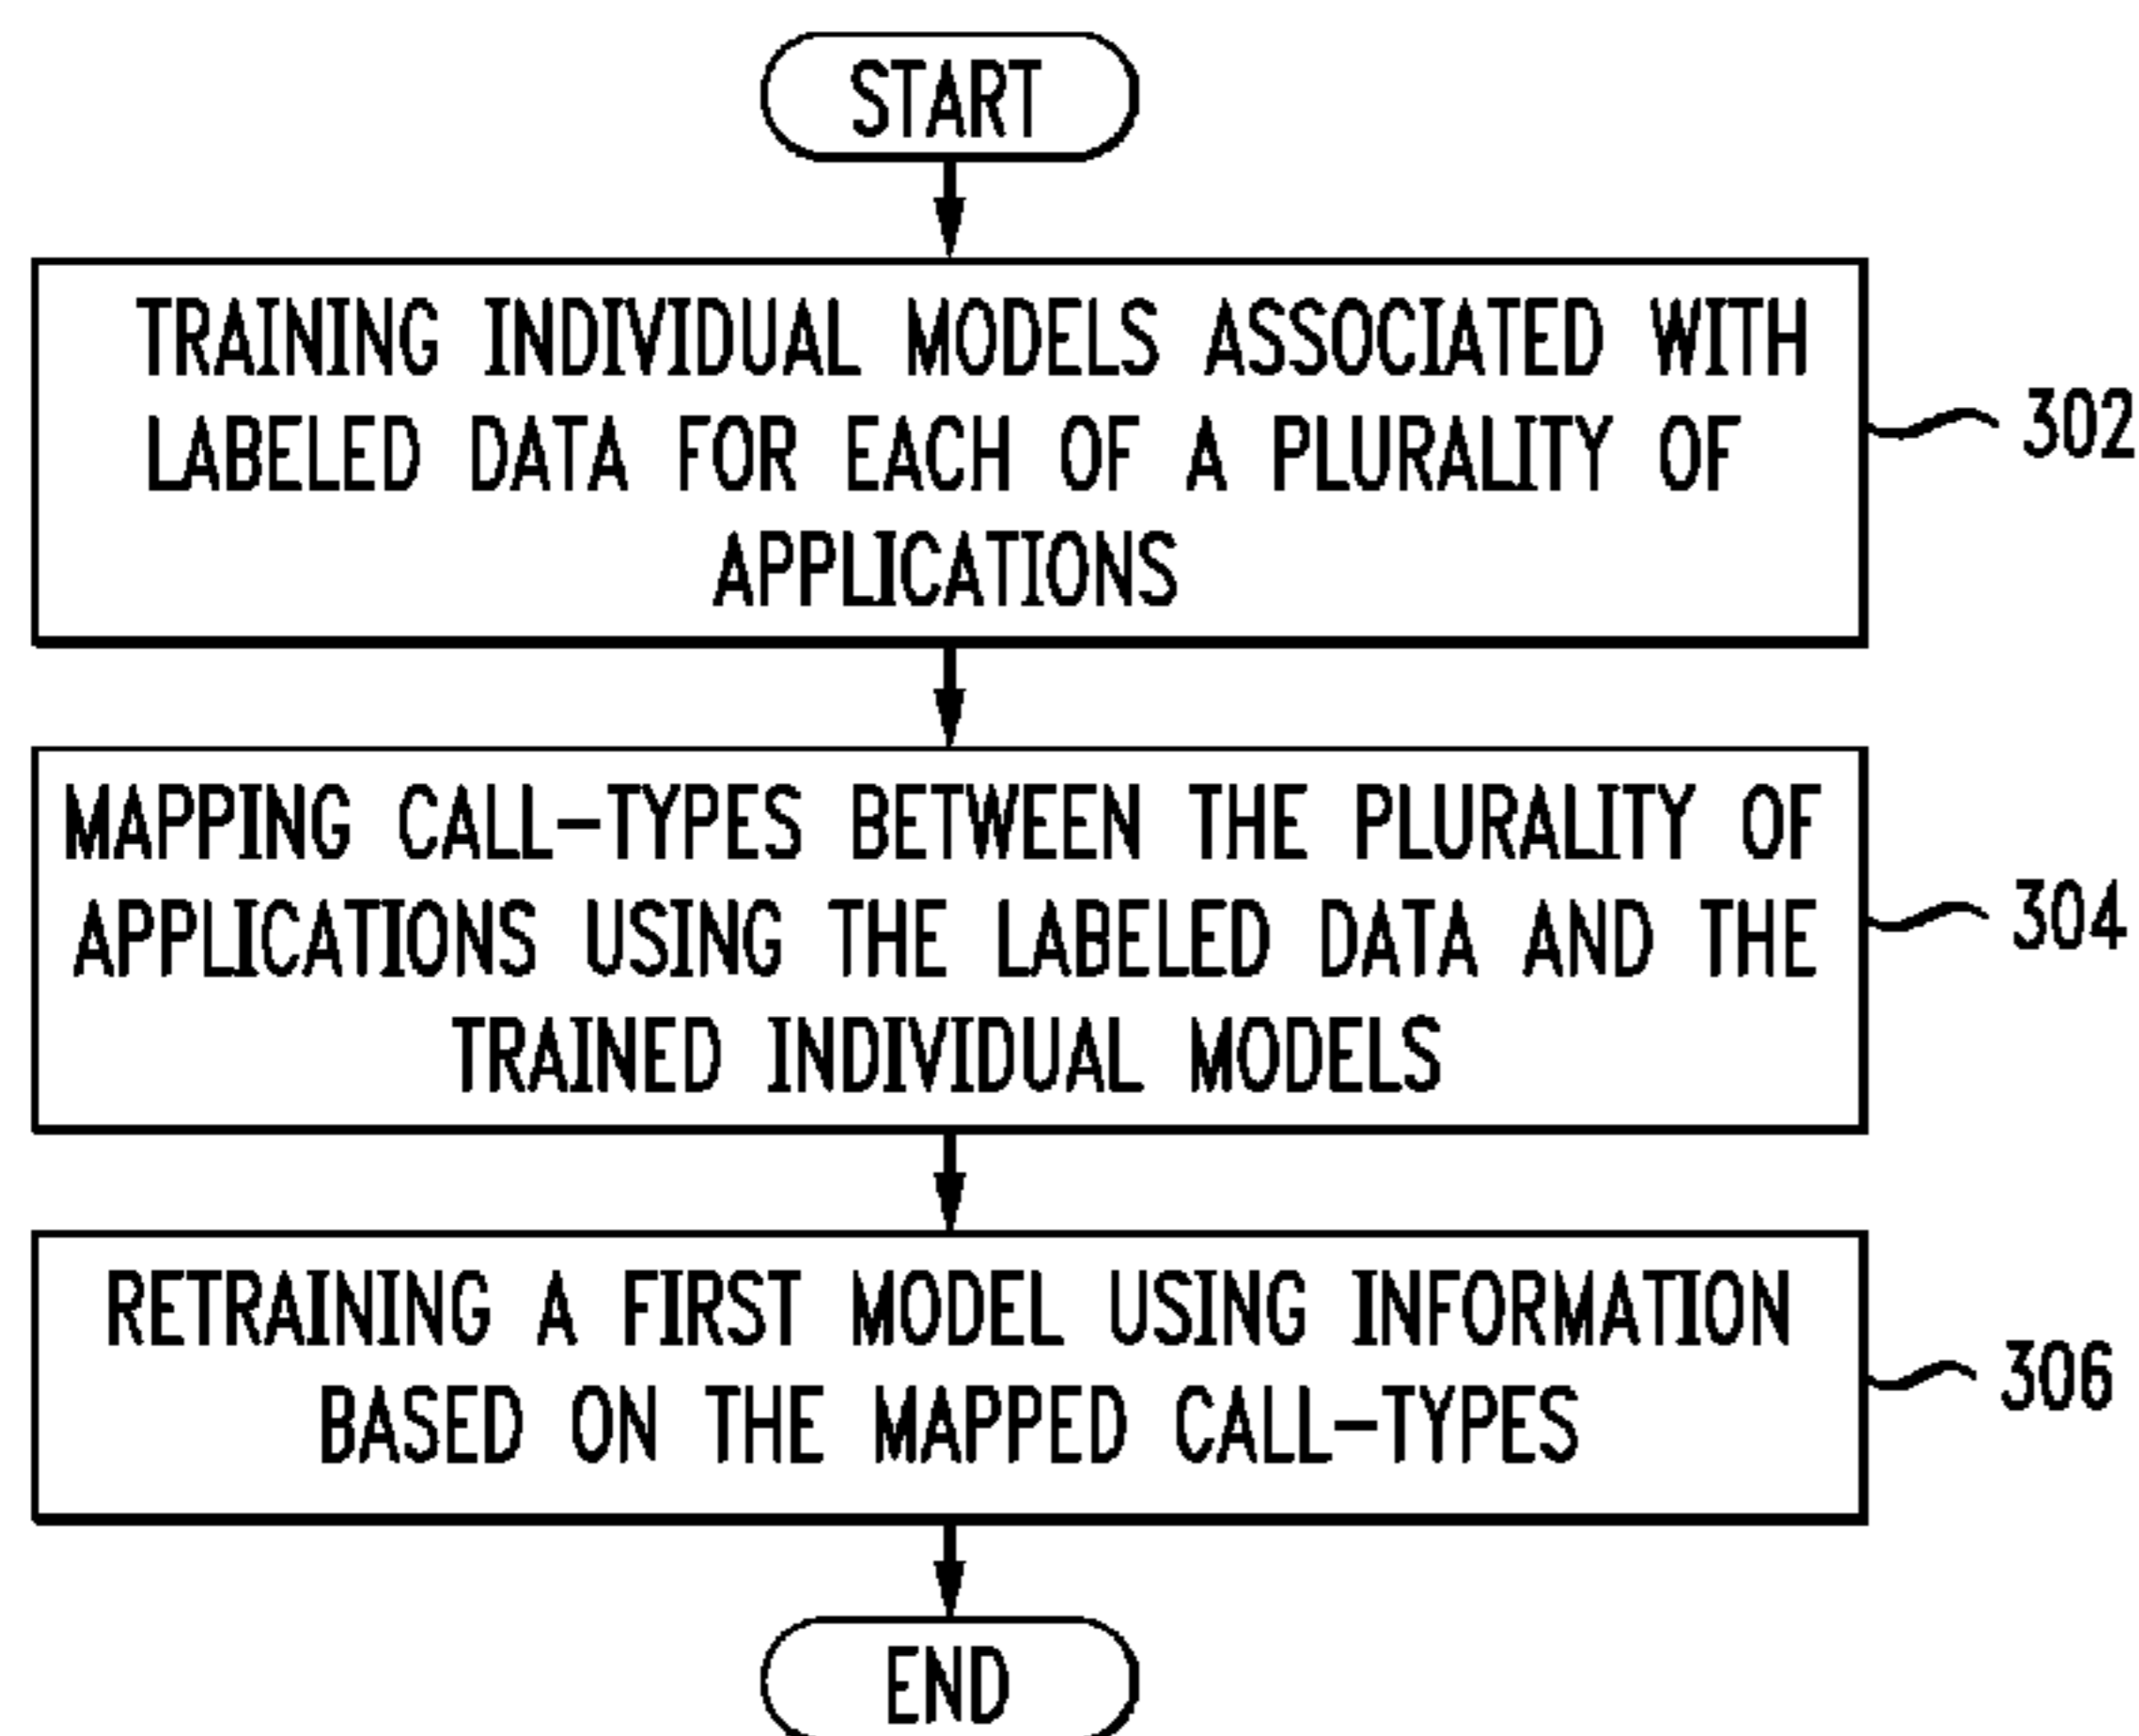 START
TRAINING INDIVIDUAL MODELS ASSOCIATED WITH
LABELED DATA FOR EACH OF A PLURALITY OF
APPLICATIONS
302
MAPPING CALL-TYPES BETWEEN THE PLURALITY OF
APPLICATIONS USING THE LABELED DATA AND THE
TRAINED INDIVIDUAL MODELS
304
RETRAINING A FIRST MODEL USING INFORMATION
BASED ON THE MAPPED CALL-TYPES
306
END